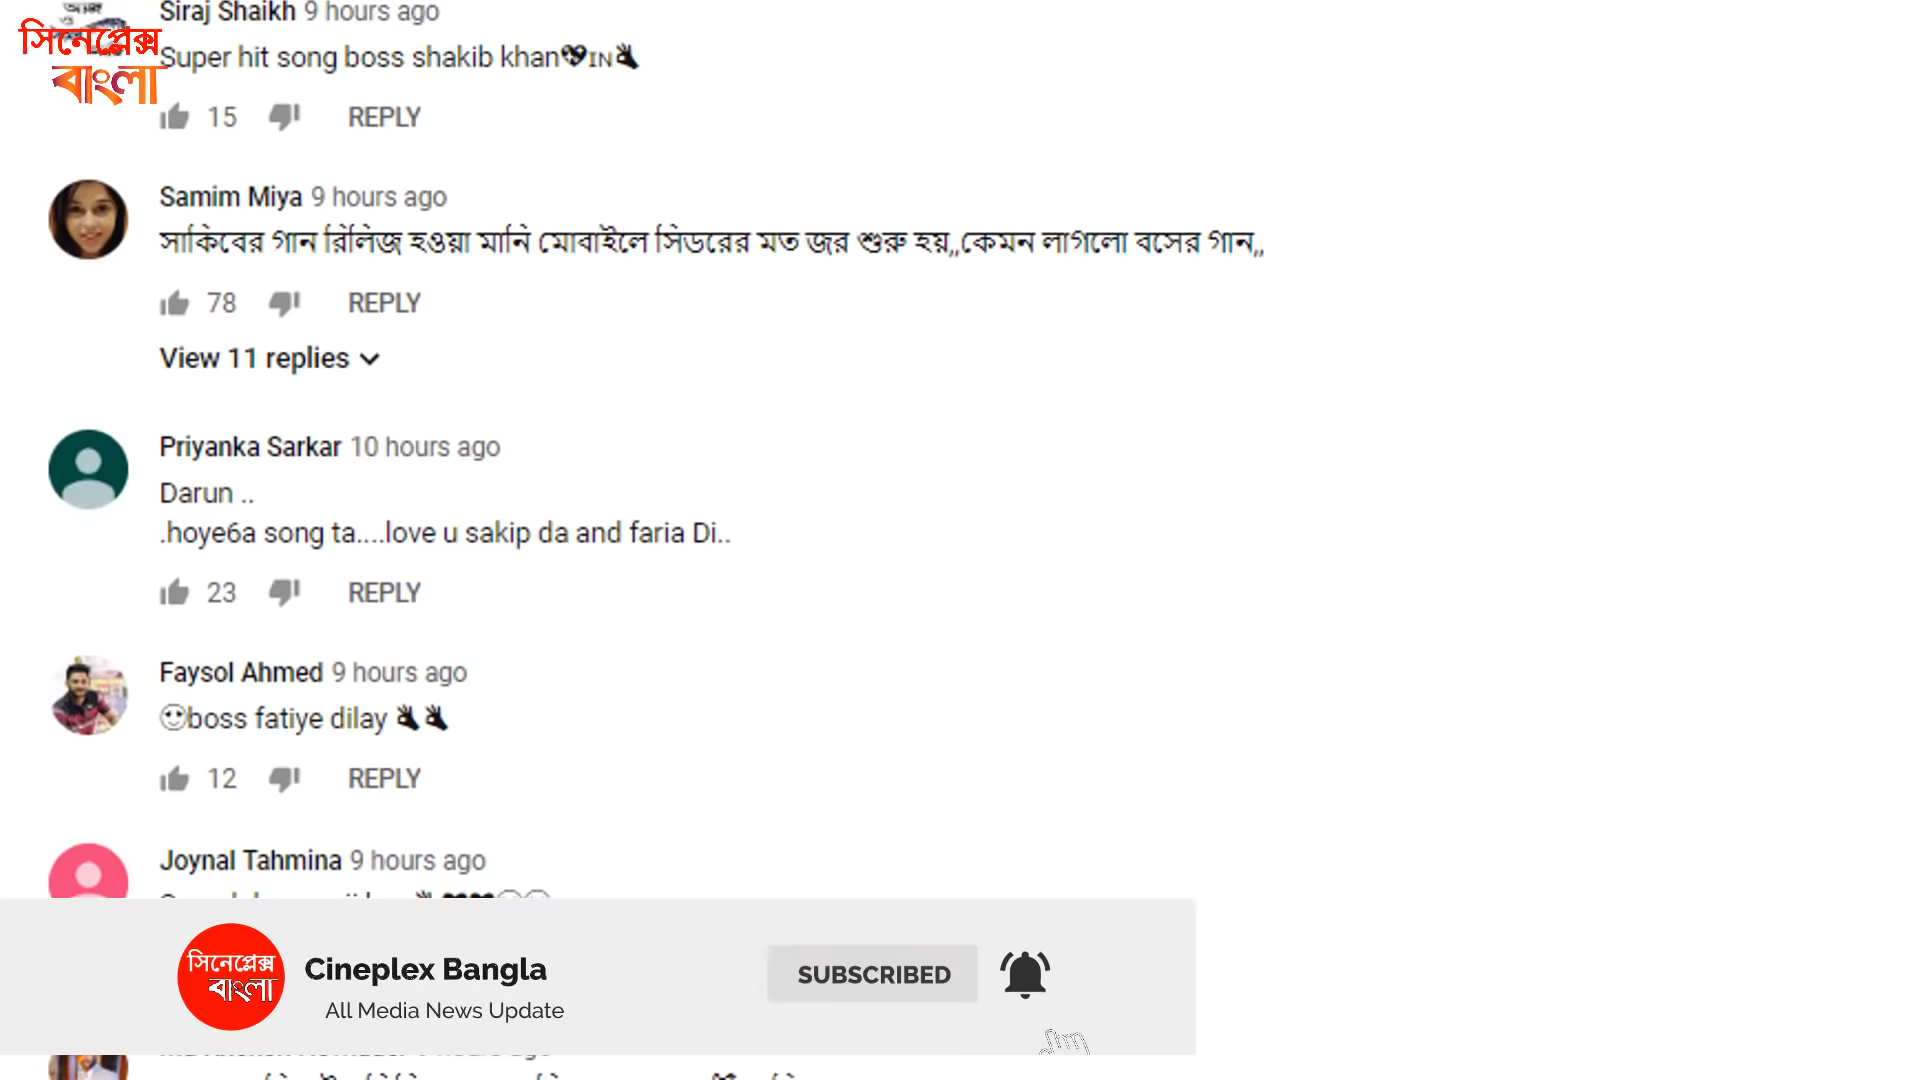 Siraj Shaikh 9 hours ago
সিনেপ্লেক্স
বাংলা
Super hit song boss shakib khan💖ɪɴ👌
15 REPLY
Samim Miya 9 hours ago
সাকিবের গান রিলিজ হওয়া মানি মোবাইলে সিডরের মত জর শুরু হয়,,কেমন লাগলো বসের গান,,
78 REPLY
View 11 replies
Priyanka Sarkar 10 hours ago
Darun ..
.hoye6a song ta....love u sakip da and faria Di..
23 REPLY
Faysol Ahmed 9 hours ago
🙂boss fatiye dilay 👌👌
12 REPLY
Joynal Tahmina 9 hours ago
সিনেপ্লেক্স
বাংলা
Cineplex Bangla
All Media News Update
SUBSCRIBED